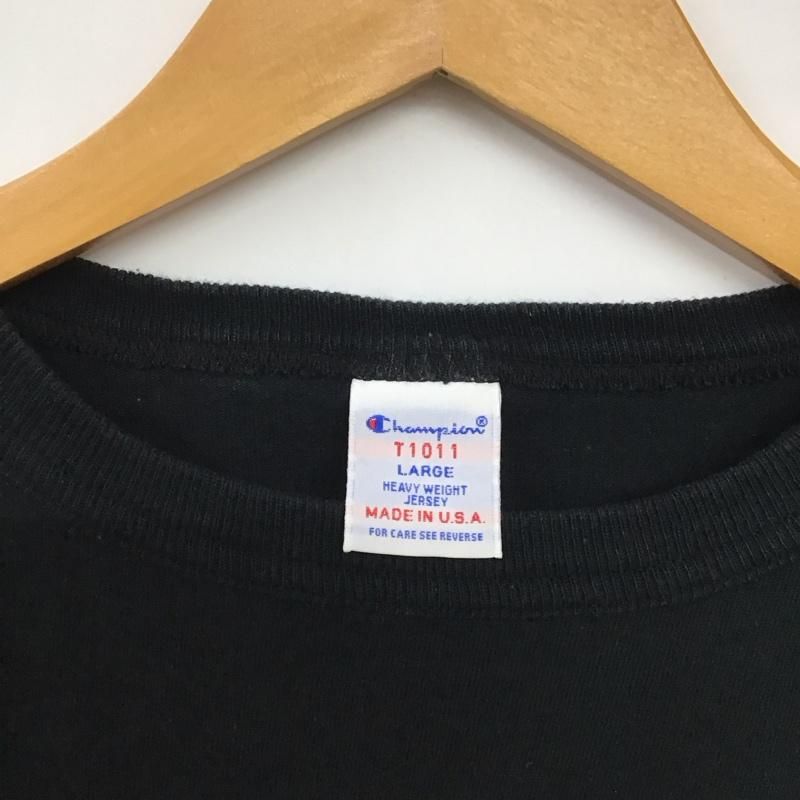 Champion®
T1011
LARGE
HEAVY WEIGHT
JERSEY
MADE IN U.S.A.
FOR CARE SEE REVERSE